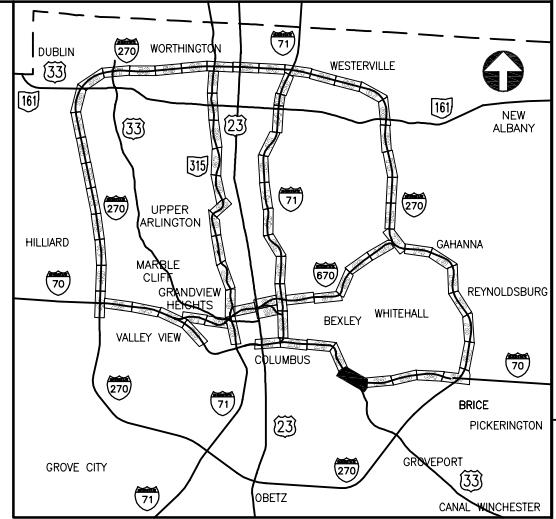 DUBLIN
33
270
WORTHINGTON
71
WESTERVILLE
161
33
23
161
NEW
ALBANY
315
270
UPPER
ARLINGTON
71
270
HILLIARD
GAHANNA
70
MARBLE
CLIFF
670
GRANDVIEW
HEIGHTS
REYNOLDSBURG
BEXLEY
WHITEHALL
VALLEY VIEW
COLUMBUS
70
270
71
BRICE
23
PICKERINGTON
GROVE CITY
270
GROVEPORT
33
71
OBETZ
CANAL WINCHESTER